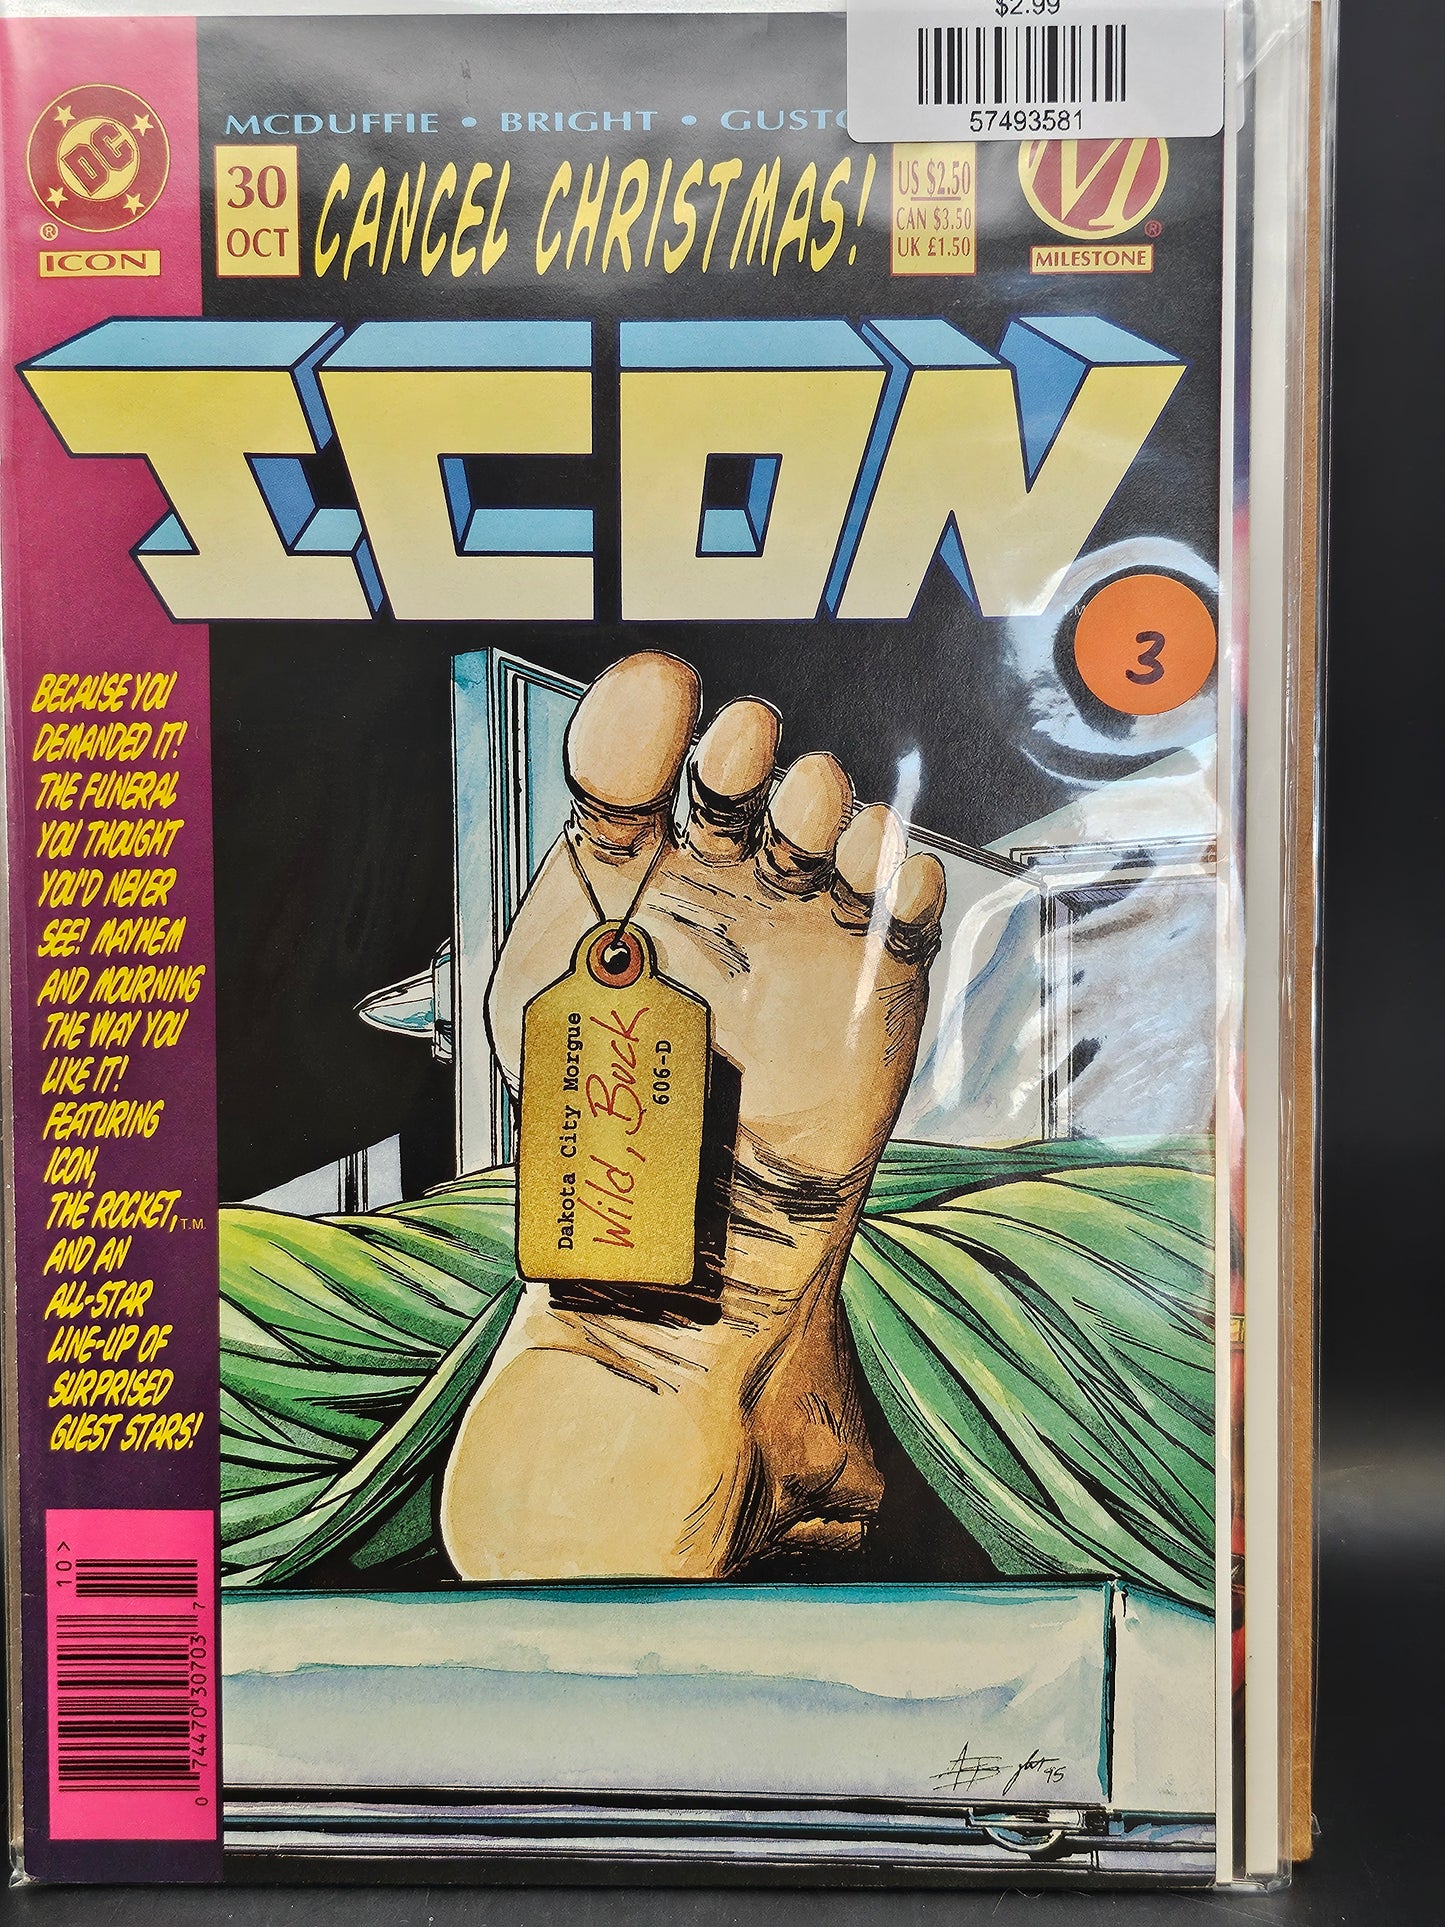 $2.99
57493581
MCDUFFIE • BRIGHT • GUSTO
DC
®
ICON
30
OCT
CANCEL CHRISTMAS!
US $2.50
CAN $3.50
UK £1.50
M
®
MILESTONE
ICON
TM
3
BECAUSE YOU
DEMANDED IT!
THE FUNERAL
YOU THOUGHT
YOU'D NEVER
SEE! MAYHEM
AND MOURNING
THE WAY YOU
LIKE IT!
FEATURING
ICON,
THE ROCKET, T.M.
AND AN
ALL-STAR
LINE-UP OF
SURPRISED
GUEST STARS!
Dakota City Morgue
Wild, Buck
606-D
10>
0 74470 30703 7
95